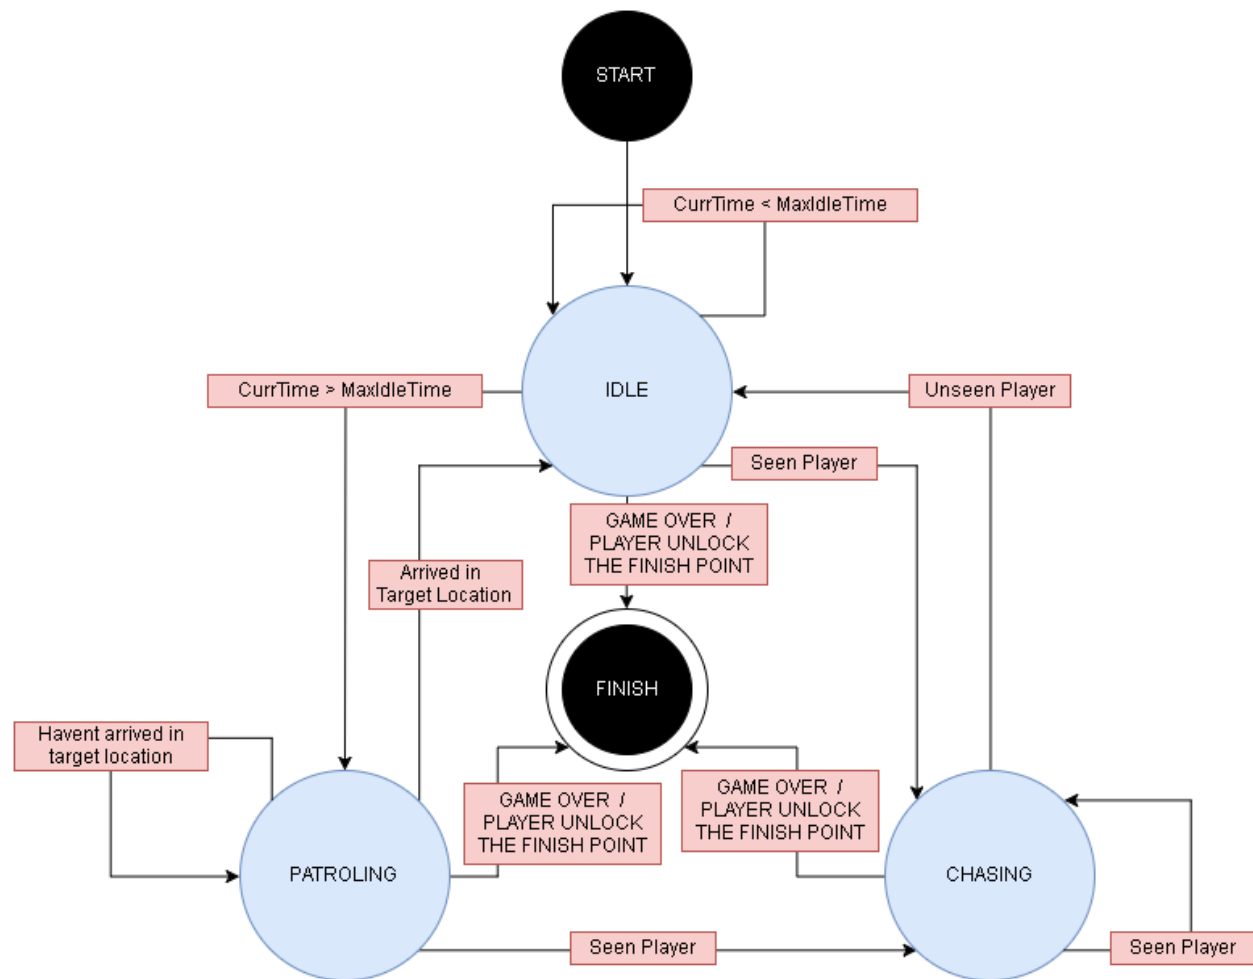 START
CurrTime < MaxIdleTime
CurrTime > MaxIdleTime
IDLE
Unseen Player
Seen Player
GAME OVER /
PLAYER UNLOCK
THE FINISH POINT
Arrived in
Target Location
FINISH
Havent arrived in
target location
GAME OVER /
PLAYER UNLOCK
THE FINISH POINT
GAME OVER /
PLAYER UNLOCK
THE FINISH POINT
PATROLING
CHASING
Seen Player
Seen Player